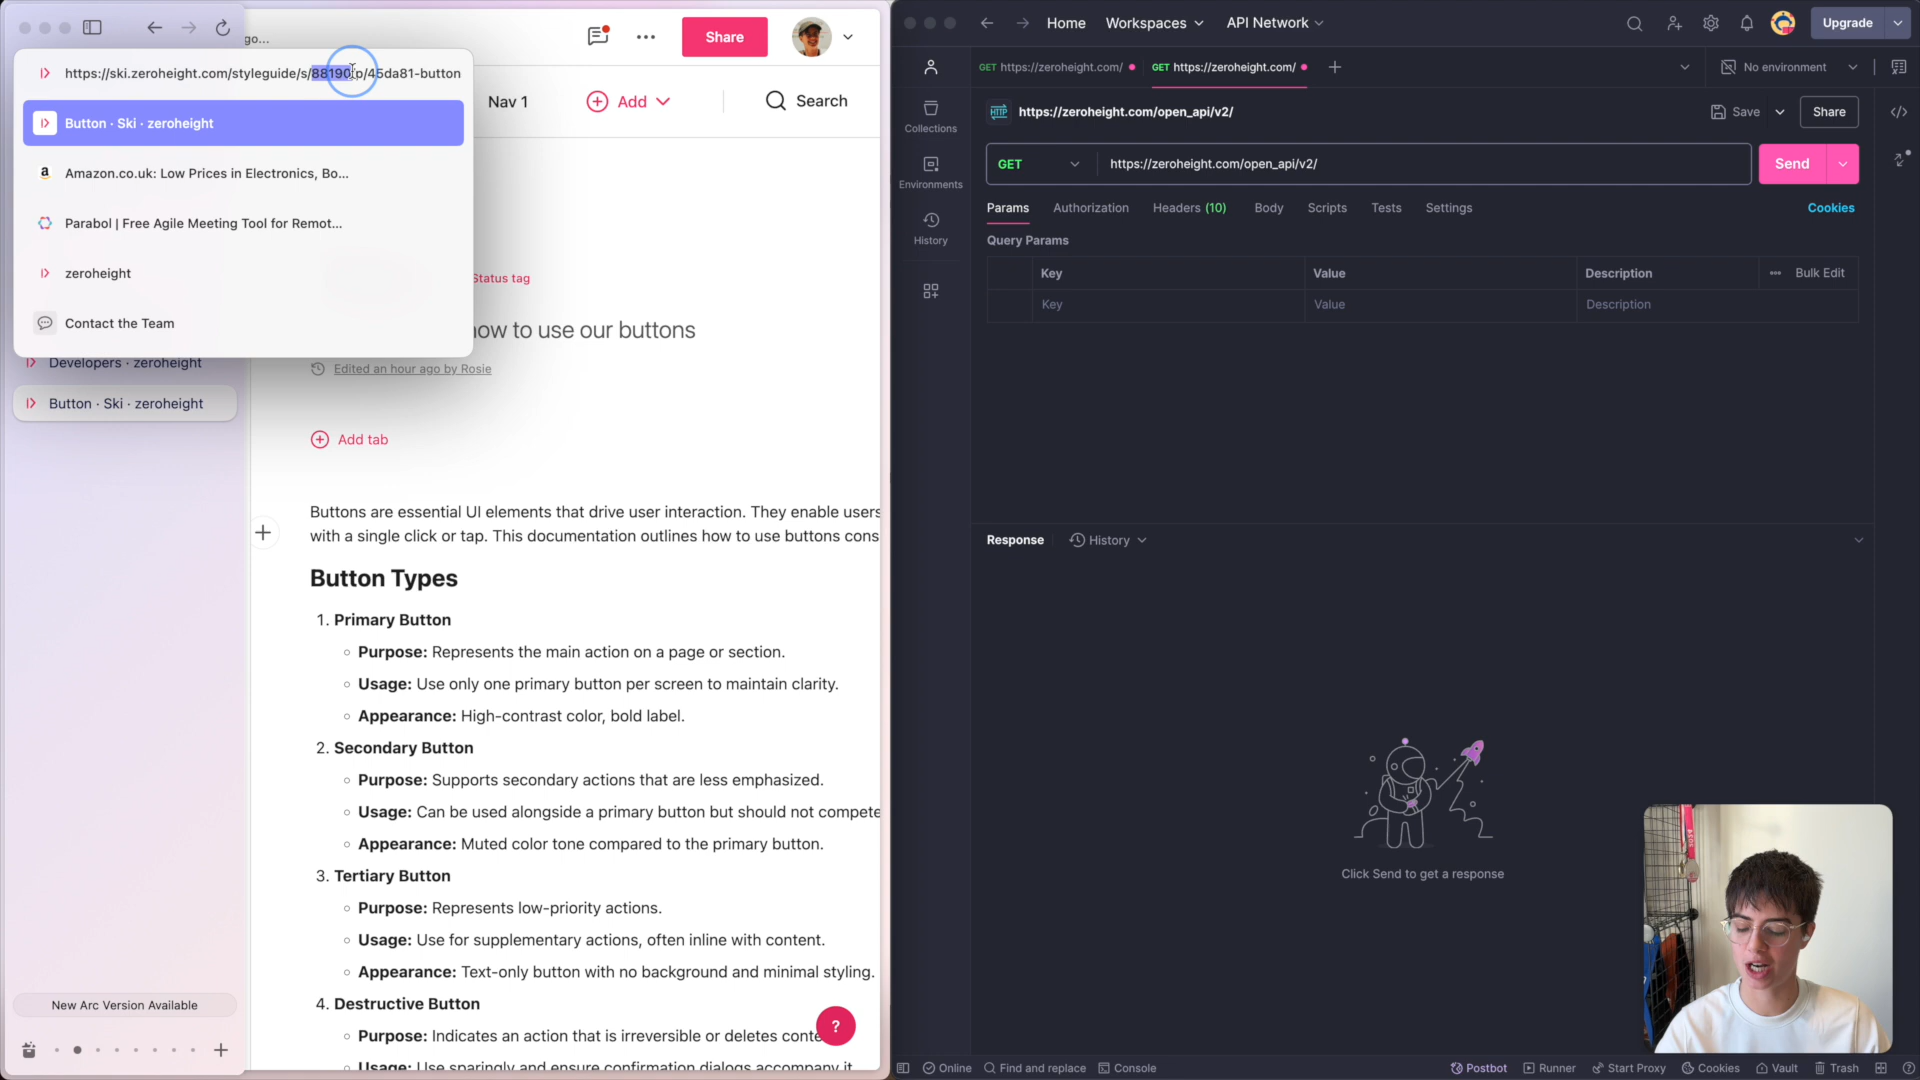 go...
https://ski.zeroheight.com/styleguide/s/88190/p/45da81-button
Button · Ski · zeroheight
Amazon.co.uk: Low Prices in Electronics, Bo...
Parabol | Free Agile Meeting Tool for Remot...
zeroheight
Contact the Team
Developers · zeroheight
Button · Ski · zeroheight
New Arc Version Available
Share
Nav 1
Add
Search
Status tag
how to use our buttons
Edited an hour ago by Rosie
Add tab
Buttons are essential UI elements that drive user interaction. They enable users
with a single click or tap. This documentation outlines how to use buttons cons
Button Types
1. Primary Button
Purpose: Represents the main action on a page or section.
Usage: Use only one primary button per screen to maintain clarity.
Appearance: High-contrast color, bold label.
2. Secondary Button
Purpose: Supports secondary actions that are less emphasized.
Usage: Can be used alongside a primary button but should not compete
Appearance: Muted color tone compared to the primary button.
3. Tertiary Button
Purpose: Represents low-priority actions.
Usage: Use for supplementary actions, often inline with content.
Appearance: Text-only button with no background and minimal styling.
4. Destructive Button
Purpose: Indicates an action that is irreversible or deletes conte
Usage: Use sparingly and ensure confirmation dialogs accompany it
?
Home
Workspaces
API Network
Upgrade
GET https://zeroheight.com/
GET https://zeroheight.com/
No environment
Collections
Environments
History
HTTP https://zeroheight.com/open_api/v2/
Save
Share
GET
https://zeroheight.com/open_api/v2/
Send
Params
Authorization
Headers (10)
Body
Scripts
Tests
Settings
Cookies
Query Params
Key
Value
Description
Bulk Edit
Key
Value
Description
Response
History
Click Send to get a response
Online
Find and replace
Console
Postbot
Runner
Start Proxy
Cookies
Vault
Trash